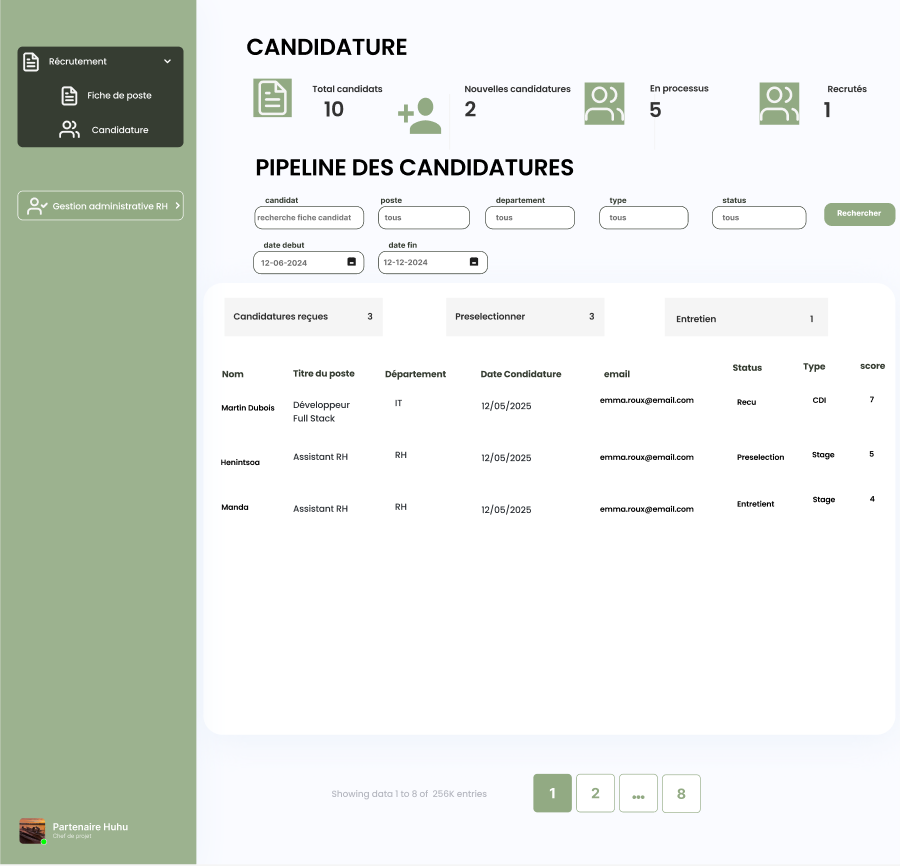 Récrutement
Fiche de poste
Candidature
Gestion administrative RH
Partenaire Huhu
Chef de projet
CANDIDATURE
Total candidats
10
Nouvelles candidatures
2
En processus
5
Recrutés
1
PIPELINE DES CANDIDATURES
candidat
poste
departement
type
status
recherche fiche candidat
tous
tous
tous
tous
Rechercher
date debut
date fin
12-06-2024
12-12-2024
Candidatures reçues 3
Preselectionner 3
Entretien 1
Nom Titre du poste Département Date Condidature email Status Type score
Martin Dubois Développeur IT 12/05/2025 emma.roux@email.com Recu CDI 7
Full Stack
Henintsoa Assistant RH RH 12/05/2025 emma.roux@email.com Preselection Stage 5
Manda Assistant RH RH 12/05/2025 emma.roux@email.com Entretient Stage 4
Showing data 1 to 8 of 256K entries
1 2 ... 8